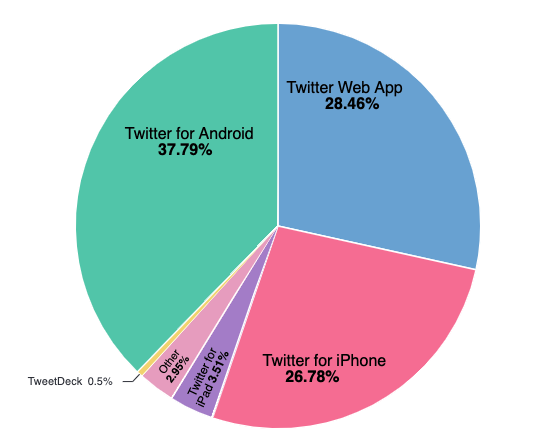 Twitter Web App
28.46%
Twitter for Android
37.79%
Twitter for iPhone
26.78%
Twitter for
iPad 3.51%
Other
2.95%
TweetDeck 0.5%